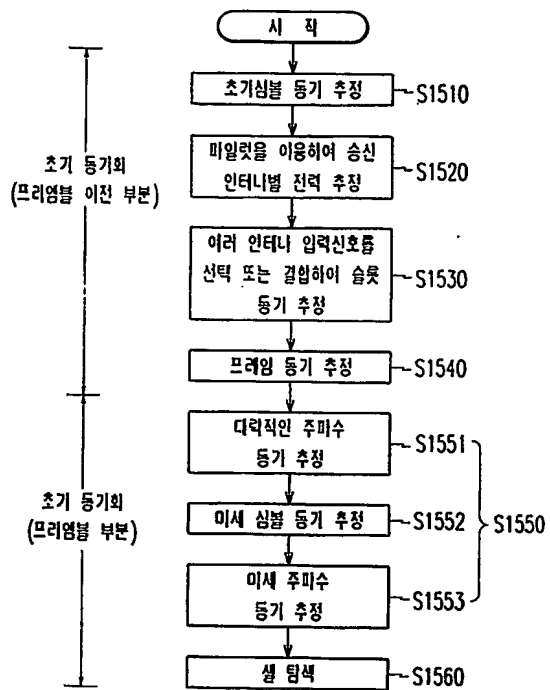 시 작
초기심볼 동기 추정
S1510
파일럿을 이용하여 송신
안테나별 전력 추정
S1520
초기 동기화
(프리앰블 이전 부분)
여러 안테나 입력신호를
선택 또는 결합하여 슬롯
동기 추정
S1530
프레임 동기 추정
S1540
대략적인 주파수
동기 추정
S1551
초기 동기화
(프리앰블 부분)
미세 심볼 동기 추정
S1552
S1550
미세 주파수
동기 추정
S1553
셀 탐색
S1560